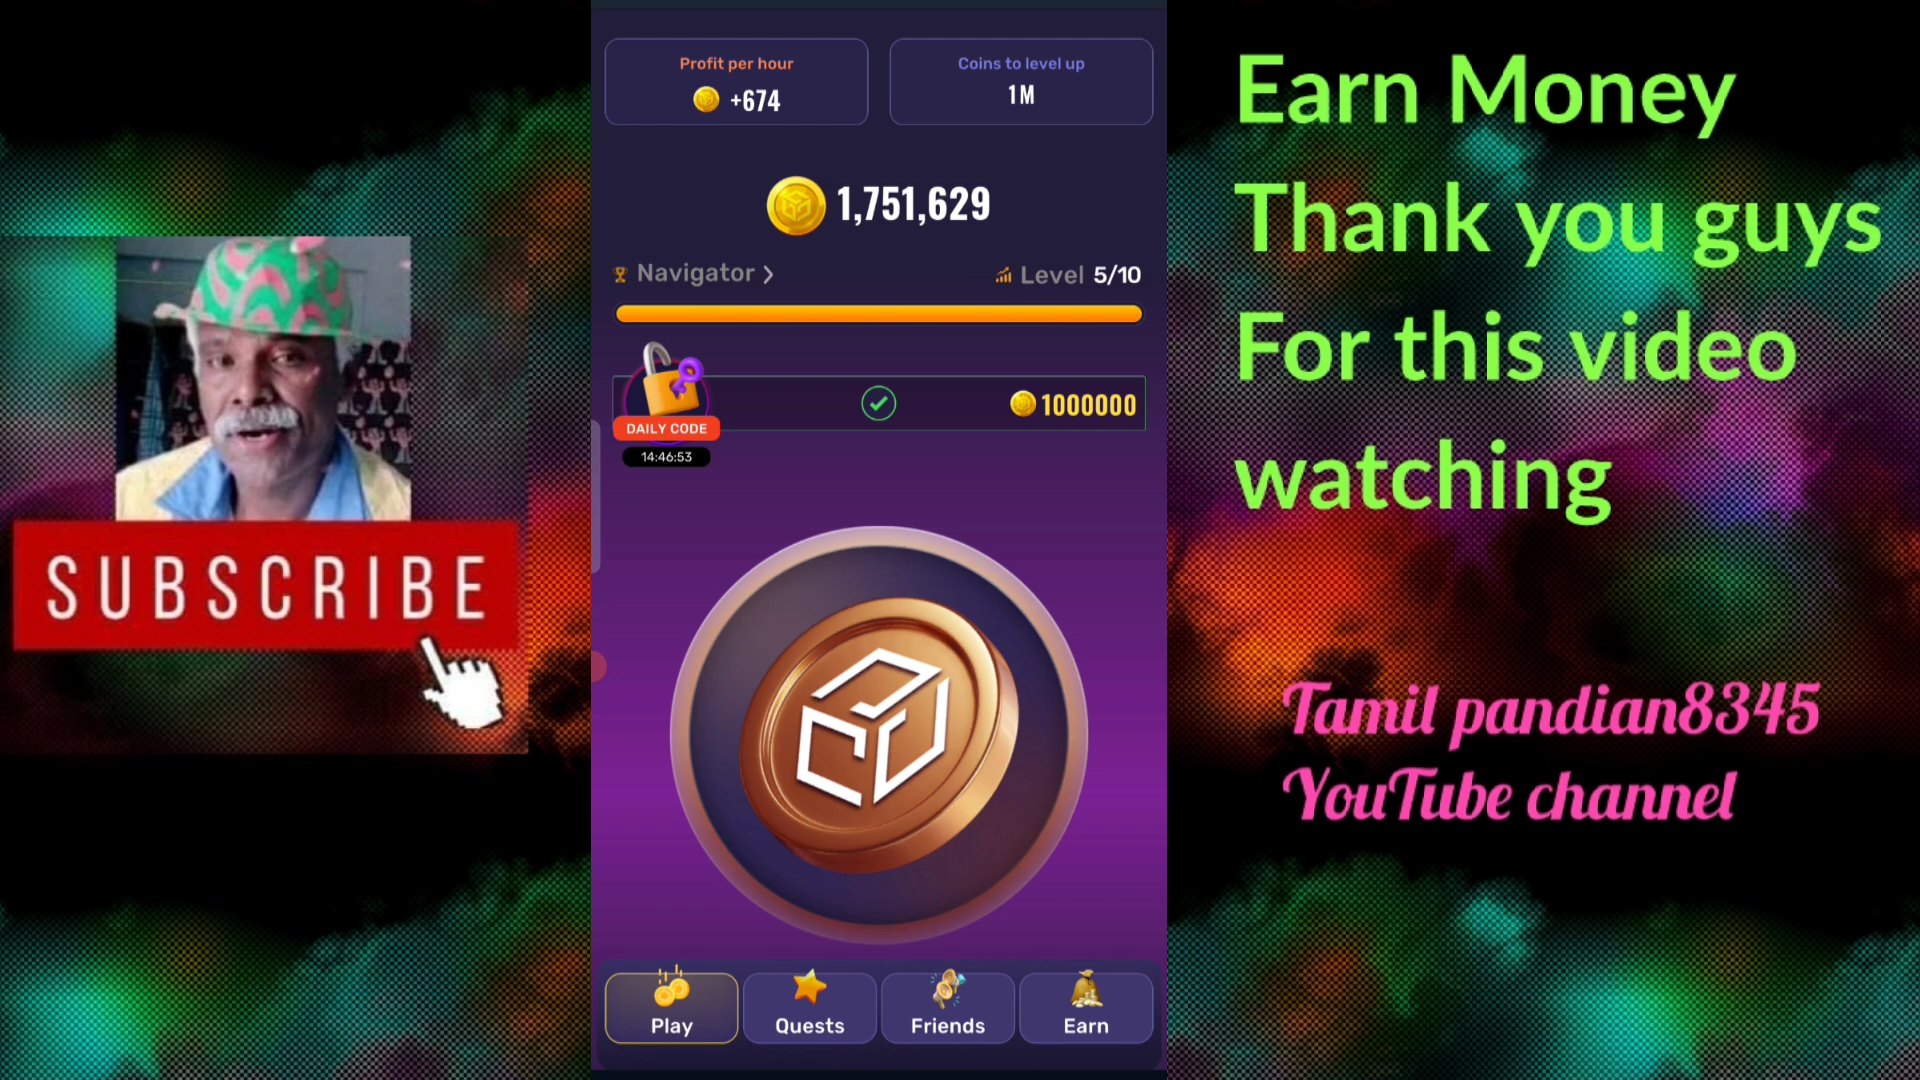 SUBSCRIBE
Profit per hour
+674
Coins to level up
1M
1,751,629
Navigator
Level 5/10
DAILY CODE
1000000
14:46:53
Play
Quests
Friends
Earn
Earn Money
Thank you guys
For this video
watching
Tamil pandian8345
YouTube channel